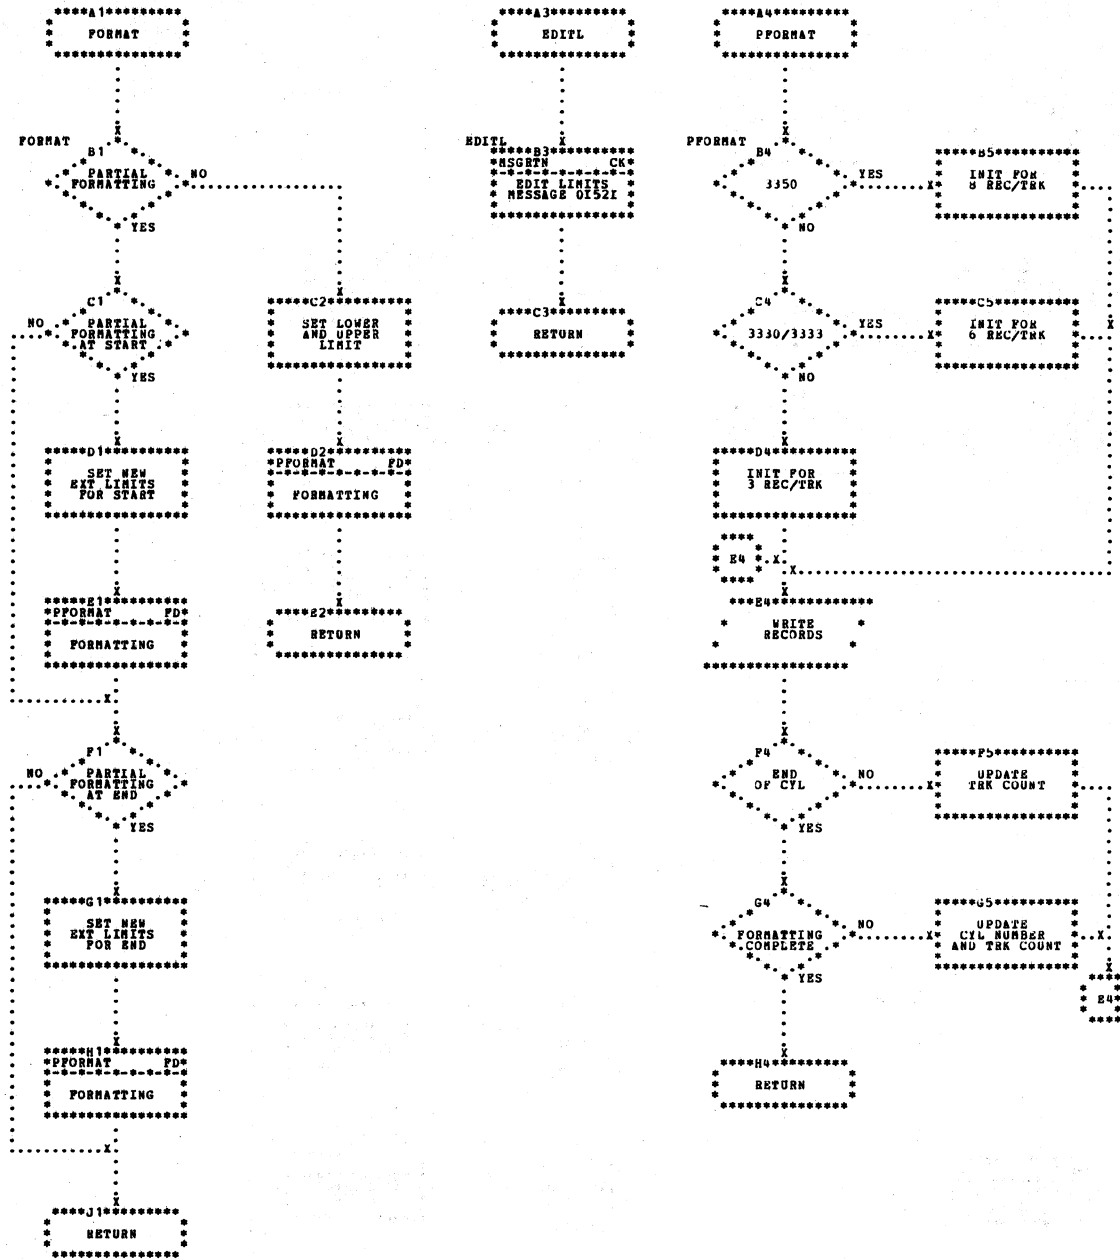 A1
FORMAT
FORMAT
B1
PARTIAL
FORMATTING
NO
YES
C1
NO
PARTIAL
FORMATTING
AT START
YES
C2
SET LOWER
AND UPPER
LIMIT
D1
SET NEW
EXT LIMITS
FOR START
D2
PFORMAT FD
FORMATTING
E1
PFORMAT FD
FORMATTING
E2
RETURN
F1
NO
PARTIAL
FORMATTING
AT END
YES
G1
SET NEW
EXT LIMITS
FOR END
H1
PFORMAT FD
FORMATTING
J1
RETURN
A3
EDITL
EDITL
B3
MSGRTN CK
EDIT LIMITS
MESSAGE 0I52I
C3
RETURN
A4
PFORMAT
PFORMAT
B4
3350
YES
NO
B5
INIT FOR
8 REC/TRK
C4
3330/3333
YES
NO
C5
INIT FOR
6 REC/TRK
D4
INIT FOR
3 REC/TRK
E4
E4
WRITE
RECORDS
F4
END
OF CYL
NO
YES
F5
UPDATE
TRK COUNT
G4
FORMATTING
COMPLETE
NO
YES
G5
UPDATE
CYL NUMBER
AND TRK COUNT
E4
H4
RETURN